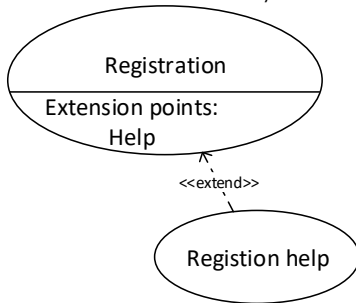 Registration
Extension points:
Help
<<extend>>
Registion help